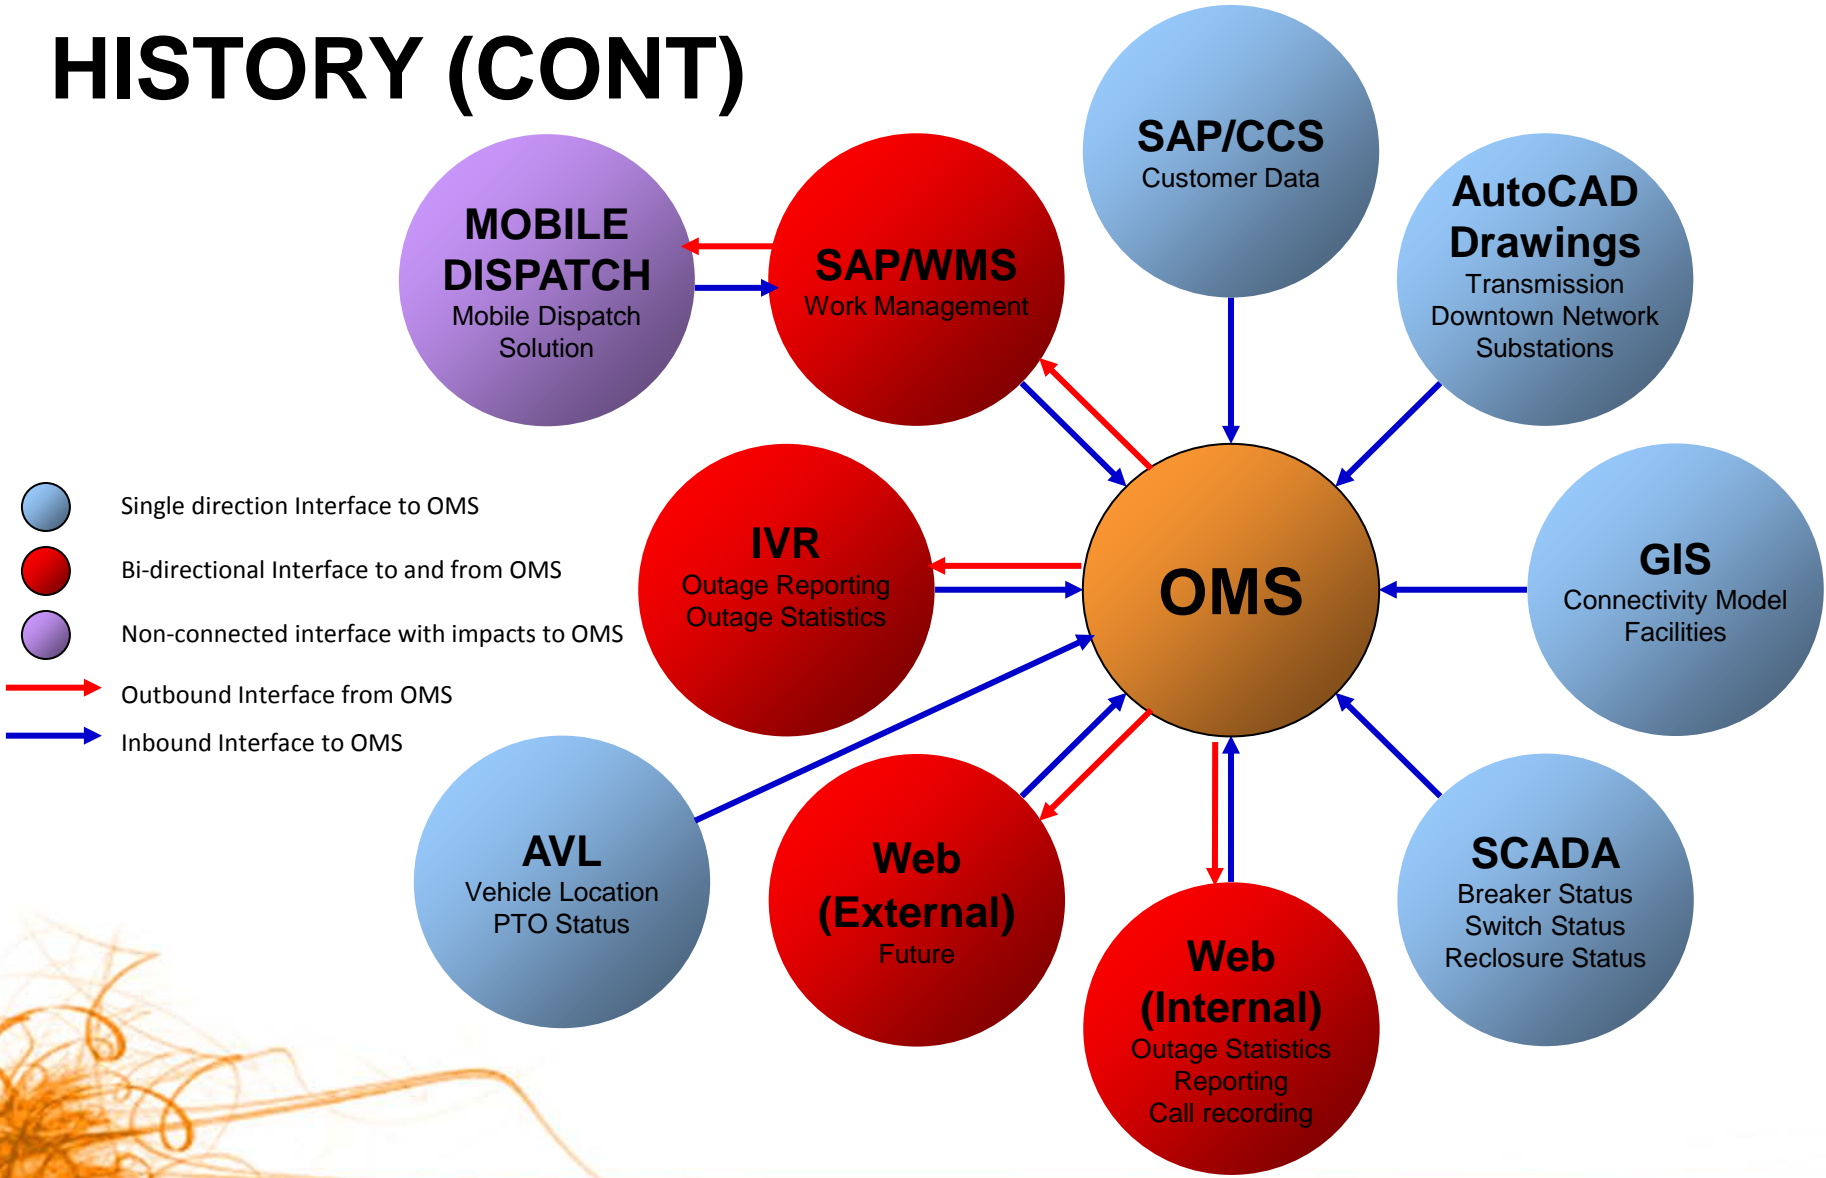 HISTORY (CONT)
SAP/CCS
Customer Data
AutoCAD
Drawings
Transmission
Downtown Network
Substations
MOBILE
DISPATCH
Mobile Dispatch
Solution
SAP/WMS
Work Management
Single direction Interface to OMS
Bi-directional Interface to and from OMS
Non-connected interface with impacts to OMS
Outbound Interface from OMS
Inbound Interface to OMS
IVR
Outage Reporting
Outage Statistics
OMS
GIS
Connectivity Model
Facilities
AVL
Vehicle Location
PTO Status
Web
(External)
Future
Web
(Internal)
Outage Statistics
Reporting
Call recording
SCADA
Breaker Status
Switch Status
Reclosure Status